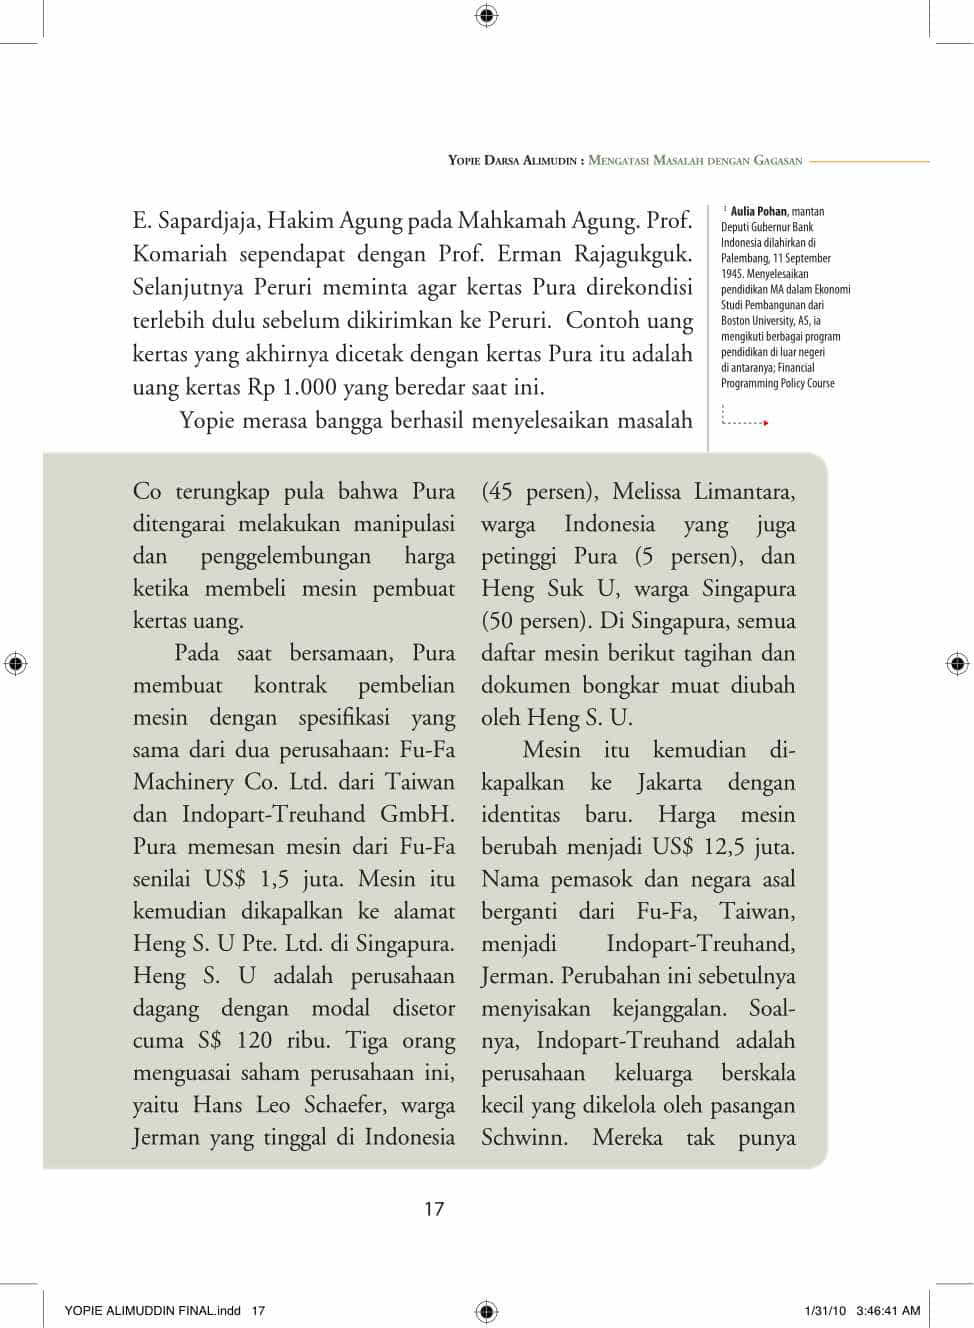 YOPIE DARSA ALIMUDIN : MENGATASI MASALAH DENGAN GAGASAN
E. Sapardjaja, Hakim Agung pada Mahkamah Agung. Prof.
Komariah sependapat dengan Prof. Erman Rajagukguk.
Selanjutnya Peruri meminta agar kertas Pura direkondisi
terlebih dulu sebelum dikirimkan ke Peruri. Contoh uang
kertas yang akhirnya dicetak dengan kertas Pura itu adalah
uang kertas Rp 1.000 yang beredar saat ini.
Yopie merasa bangga berhasil menyelesaikan masalah
1 Aulia Pohan, mantan
Deputi Gubernur Bank
Indonesia dilahirkan di
Palembang, 11 September
1945. Menyelesaikan
pendidikan MA dalam Ekonomi
Studi Pembangunan dari
Boston University, AS, ia
mengikuti berbagai program
pendidikan di luar negeri
di antaranya; Financial
Programming Policy Course
Co terungkap pula bahwa Pura
ditengarai melakukan manipulasi
dan penggelembungan harga
ketika membeli mesin pembuat
kertas uang.
Pada saat bersamaan, Pura
membuat kontrak pembelian
mesin dengan spesifikasi yang
sama dari dua perusahaan: Fu-Fa
Machinery Co. Ltd. dari Taiwan
dan Indopart-Treuhand GmbH.
Pura memesan mesin dari Fu-Fa
senilai US$ 1,5 juta. Mesin itu
kemudian dikapalkan ke alamat
Heng S. U Pte. Ltd. di Singapura.
Heng S. U adalah perusahaan
dagang dengan modal disetor
cuma S$ 120 ribu. Tiga orang
menguasai saham perusahaan ini,
yaitu Hans Leo Schaefer, warga
Jerman yang tinggal di Indonesia
(45 persen), Melissa Limantara,
warga Indonesia yang juga
petinggi Pura (5 persen), dan
Heng Suk U, warga Singapura
(50 persen). Di Singapura, semua
daftar mesin berikut tagihan dan
dokumen bongkar muat diubah
oleh Heng S. U.
Mesin itu kemudian di-
kapalkan ke Jakarta dengan
identitas baru. Harga mesin
berubah menjadi US$ 12,5 juta.
Nama pemasok dan negara asal
berganti dari Fu-Fa, Taiwan,
menjadi Indopart-Treuhand,
Jerman. Perubahan ini sebetulnya
menyisakan kejanggalan. Soal-
nya, Indopart-Treuhand adalah
perusahaan keluarga berskala
kecil yang dikelola oleh pasangan
Schwinn. Mereka tak punya
17
YOPIE ALIMUDDIN FINAL.indd 17
1/31/10 3:46:41 AM